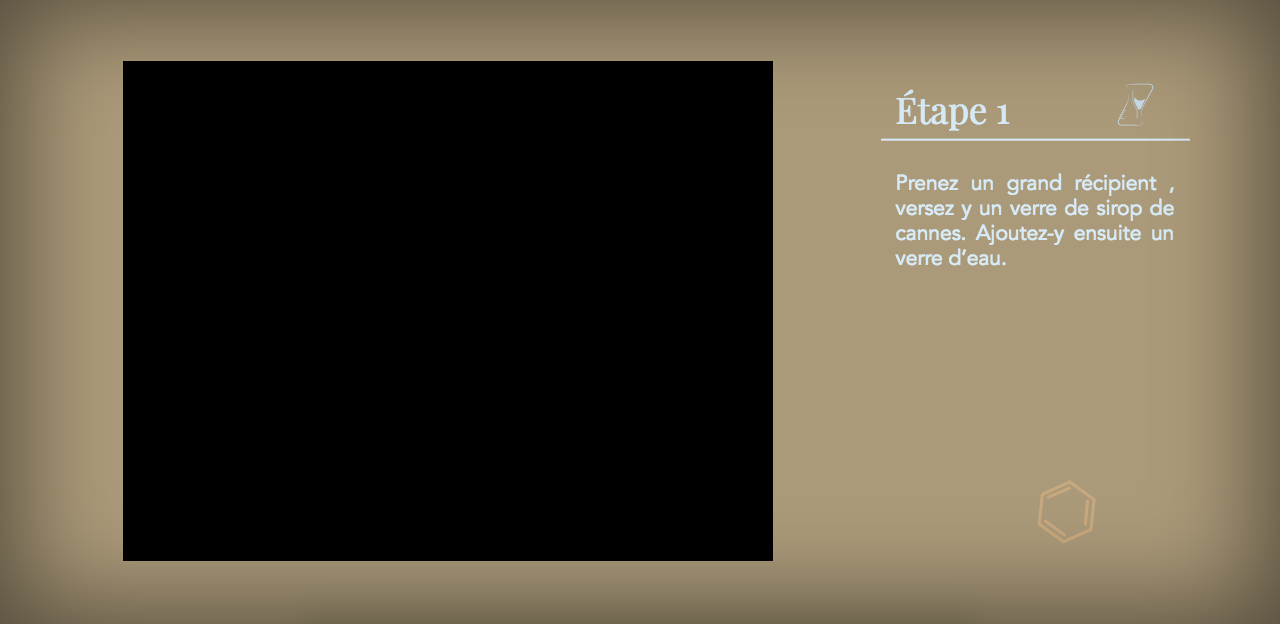 Étape 1
Prenez un grand récipient ,
versez y un verre de sirop de
cannes. Ajoutez-y ensuite un
verre d’eau.